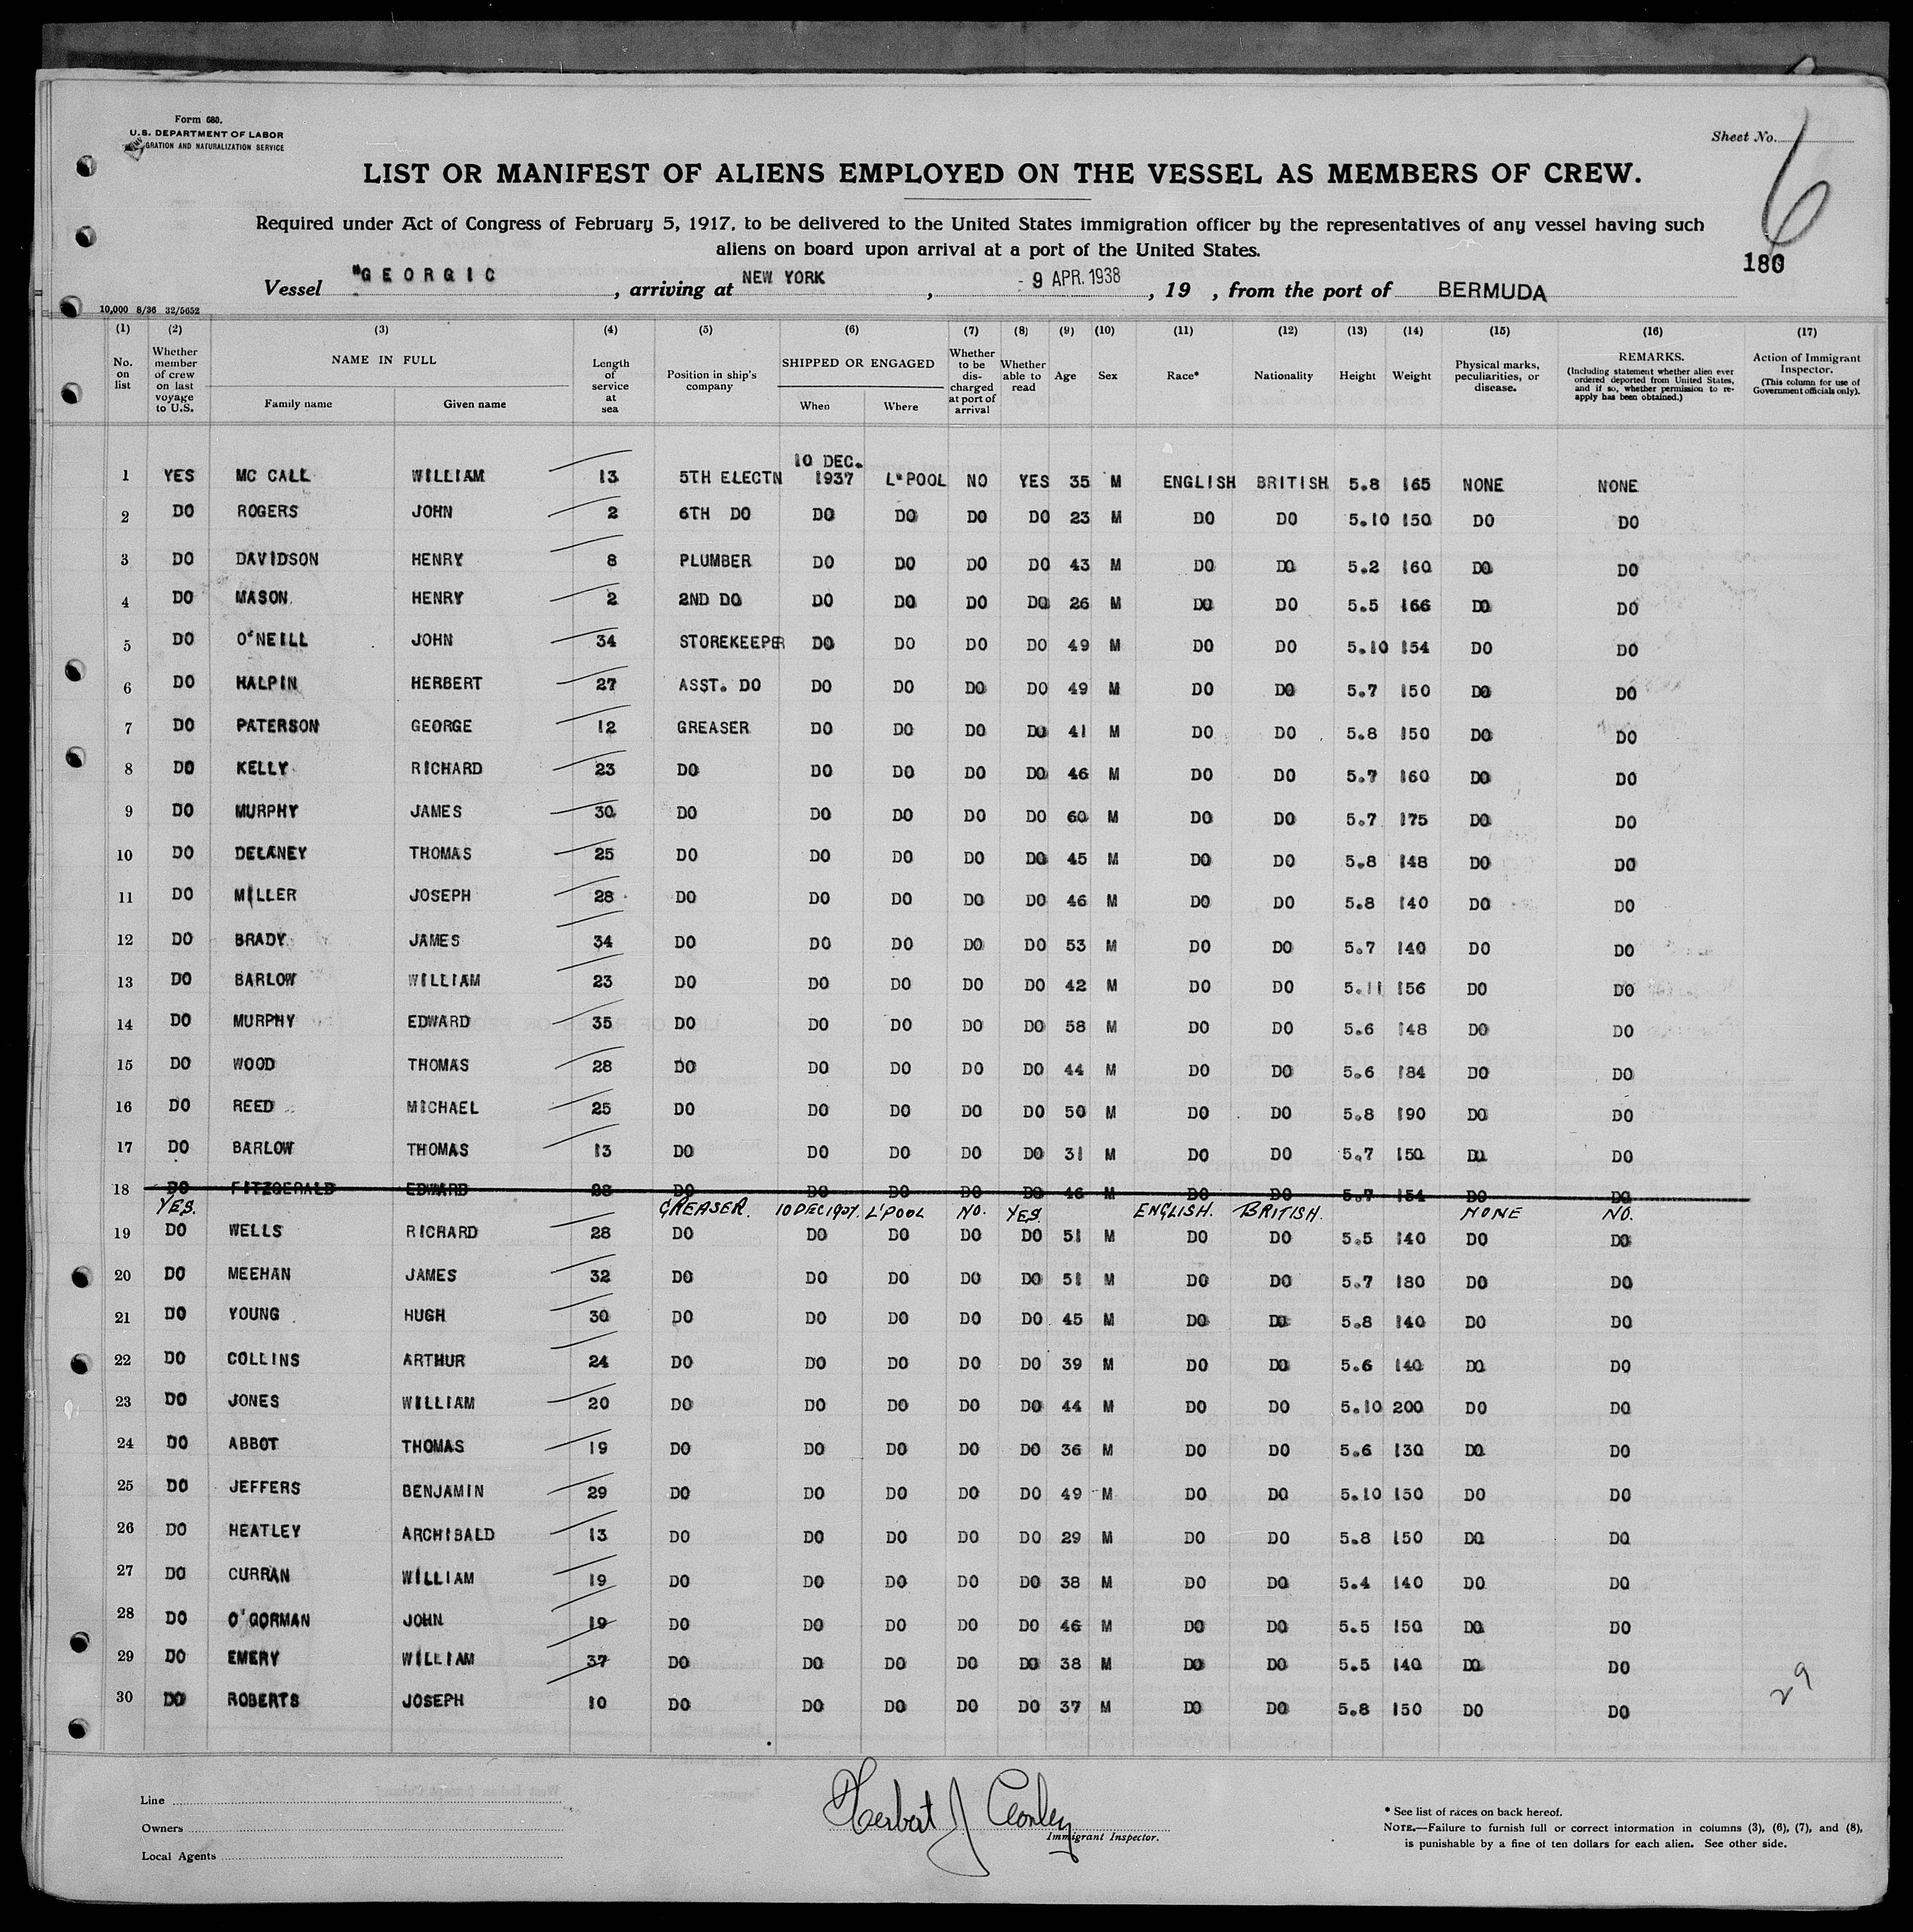 6
Form 680.
U.S. DEPARTMENT OF LABOR
GRATION AND NATURALIZATION SERVICE
Sheet No.
LIST OR MANIFEST OF ALIENS EMPLOYED ON THE VESSEL AS MEMBERS OF CREW.
Required under Act of Congress of February 5, 1917, to be delivered to the United States immigration officer by the representatives of any vessel having such
aliens on board upon arrival at a port of the United States.
180
Vessel "GEORGIC , arriving at NEW YORK , - 9 APR. 1938 , 19 , from the port of BERMUDA
10,000 8/36 32/5652
(1) (2) (3) (4) (5) (6) (7) (8) (9) (10) (11) (12) (13) (14) (15) (16) (17)
No. on list Whether member of crew on last voyage to U.S. NAME IN FULL Family name Given name Length of service at sea Position in ship's company SHIPPED OR ENGAGED When Where Whether to be discharged at port of arrival Whether able to read Age Sex Race* Nationality Height Weight Physical marks, peculiarities, or disease. REMARKS. (Including statement whether alien ever ordered deported from United States, and if so, whether permission to re-apply has been obtained.) Action of Immigrant Inspector. (This column for use of Government officials only).
1 YES MC CALL WILLIAM 13 5TH ELECTN 10 DEC. 1937 L'POOL NO YES 35 M ENGLISH BRITISH 5.8 165 NONE NONE
2 DO ROGERS JOHN 2 6TH DO DO DO DO DO 23 M DO DO 5.10 150 DO DO
3 DO DAVIDSON HENRY 8 PLUMBER DO DO DO DO 43 M DO DO 5.2 160 DO DO
4 DO MASON HENRY 2 2ND DO DO DO DO DO 26 M DO DO 5.5 166 DO DO
5 DO O'NEILL JOHN 34 STOREKEEPER DO DO DO DO 49 M DO DO 5.10 154 DO DO
6 DO HALPIN HERBERT 27 ASST. DO DO DO DO DO 49 M DO DO 5.7 150 DO DO
7 DO PATERSON GEORGE 12 GREASER DO DO DO DO 41 M DO DO 5.8 150 DO DO
8 DO KELLY RICHARD 23 DO DO DO DO DO 46 M DO DO 5.7 160 DO DO
9 DO MURPHY JAMES 30 DO DO DO DO DO 60 M DO DO 5.7 175 DO DO
10 DO DELANEY THOMAS 25 DO DO DO DO DO 45 M DO DO 5.8 148 DO DO
11 DO MILLER JOSEPH 28 DO DO DO DO DO 46 M DO DO 5.8 140 DO DO
12 DO BRADY JAMES 34 DO DO DO DO DO 53 M DO DO 5.7 140 DO DO
13 DO BARLOW WILLIAM 23 DO DO DO DO DO 42 M DO DO 5.11 156 DO DO
14 DO MURPHY EDWARD 35 DO DO DO DO DO 58 M DO DO 5.6 148 DO DO
15 DO WOOD THOMAS 28 DO DO DO DO DO 44 M DO DO 5.6 184 DO DO
16 DO REED MICHAEL 25 DO DO DO DO DO 50 M DO DO 5.8 190 DO DO
17 DO BARLOW THOMAS 13 DO DO DO DO DO 31 M DO DO 5.7 150 DO DO
18 DO FITZGERALD EDWARD 28 DO DO DO DO DO 46 M DO DO 5.7 154 DO DO
YES. GREASER. 10 DEC 1937. L'POOL NO. YES. ENGLISH. BRITISH. NONE NO.
19 DO WELLS RICHARD 28 DO DO DO DO DO 51 M DO DO 5.5 140 DO DO
20 DO MEEHAN JAMES 32 DO DO DO DO DO 51 M DO DO 5.7 180 DO DO
21 DO YOUNG HUGH 30 DO DO DO DO DO 45 M DO DO 5.8 140 DO DO
22 DO COLLINS ARTHUR 24 DO DO DO DO DO 39 M DO DO 5.6 140 DO DO
23 DO JONES WILLIAM 20 DO DO DO DO DO 44 M DO DO 5.10 200 DO DO
24 DO ABBOT THOMAS 19 DO DO DO DO DO 36 M DO DO 5.6 130 DO DO
25 DO JEFFERS BENJAMIN 29 DO DO DO DO DO 49 M DO DO 5.10 150 DO DO
26 DO HEATLEY ARCHIBALD 13 DO DO DO DO DO 29 M DO DO 5.8 150 DO DO
27 DO CURRAN WILLIAM 19 DO DO DO DO DO 38 M DO DO 5.4 140 DO DO
28 DO O'GORMAN JOHN 19 DO DO DO DO DO 46 M DO DO 5.5 150 DO DO
29 DO EMERY WILLIAM 37 DO DO DO DO DO 38 M DO DO 5.5 140 DO DO
30 DO ROBERTS JOSEPH 10 DO DO DO DO DO 37 M DO DO 5.8 150 DO DO
29
Line
Owners
Local Agents
Herbert J Conley
Immigrant Inspector.
* See list of races on back hereof.
NOTE.—Failure to furnish full or correct information in columns (3), (6), (7), and (8),
is punishable by a fine of ten dollars for each alien. See other side.